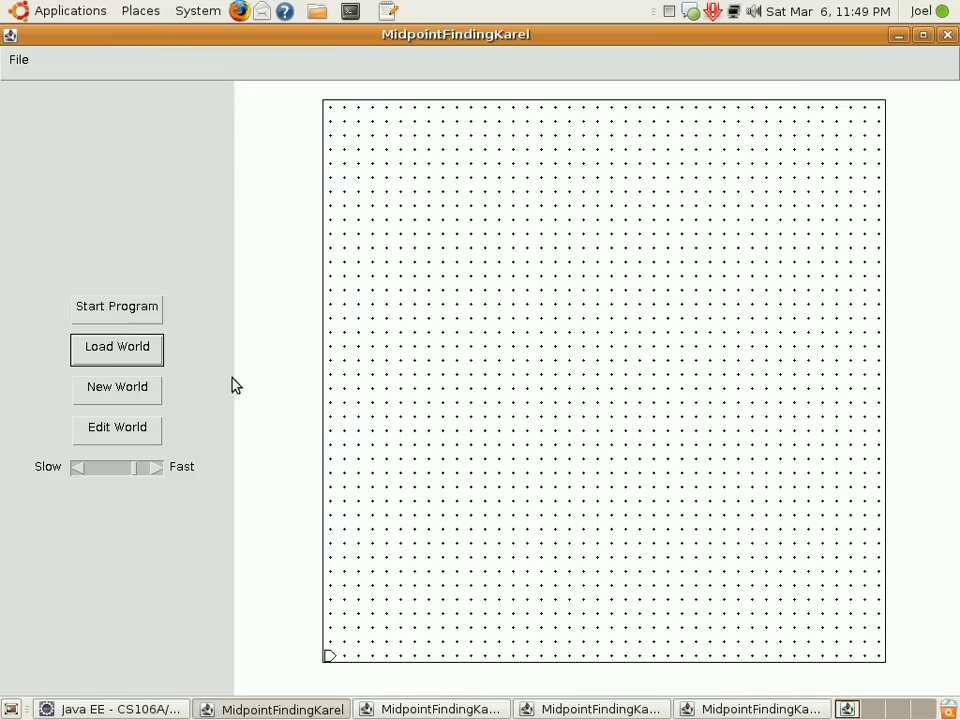 Applications Places System Sat Mar 6, 11:49 PM Joel
MidpointFindingKarel
File
Start Program
Load World
New World
Edit World
Slow Fast
Java EE - CS106A/... MidpointFindingKarel MidpointFindingKa... MidpointFindingKa... MidpointFindingKa...